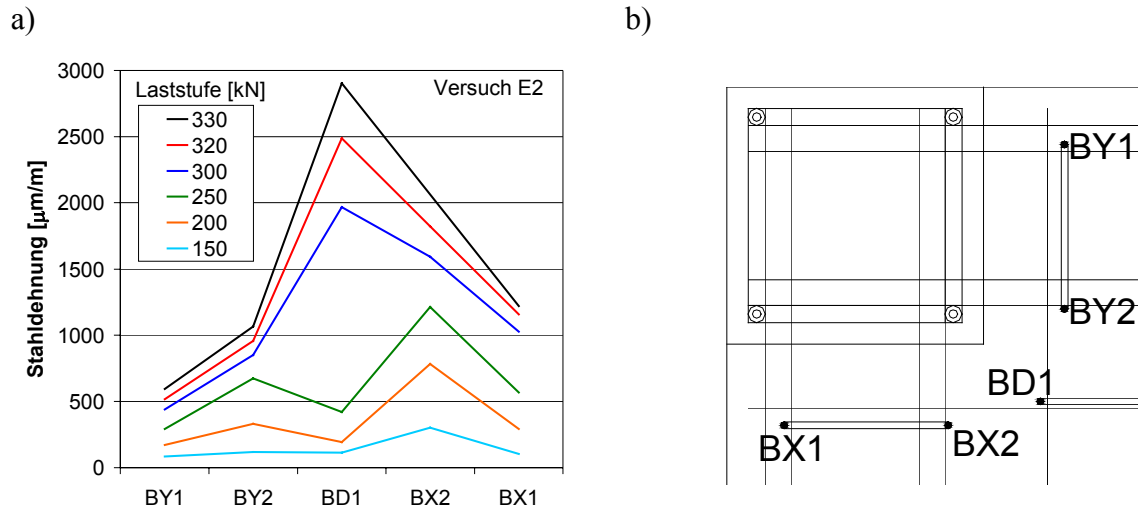 a)
b)
Versuch E2
Laststufe [kN]
330
320
300
250
200
150
Stahldehnung [µm/m]
3000
2500
2000
1500
1000
500
0
BY1 BY2 BD1 BX2 BX1
BY1
BY2
BD1
BX1
BX2